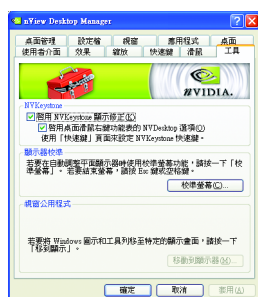 nView Desktop Manager
桌面管理 設定檔 視窗 應用程式 桌面
使用者介面 效果 縮放 快速鍵 滑鼠 工具
NVIDIA.
NVKeystone
啓用 NVKeystone 顯示修正(K)
啓用桌面滑鼠右鍵功能表的 NVDesktop 選項(O)
使用「快速鍵」頁面來設定 NVKeystone 快速鍵。
顯示器校準
若要在自動調整平面顯示器時使用校準螢幕功能，請按一下「校
準螢幕」。 若要結束螢幕，請按 Esc 鍵或空格鍵。
校準螢幕(C)...
視窗公用程式
若要將 Windows 圖示和工具列移至特定的顯示畫面，請按一下
「移到顯示」。
移動到顯示器(M)...
確定 取消 套用(A)